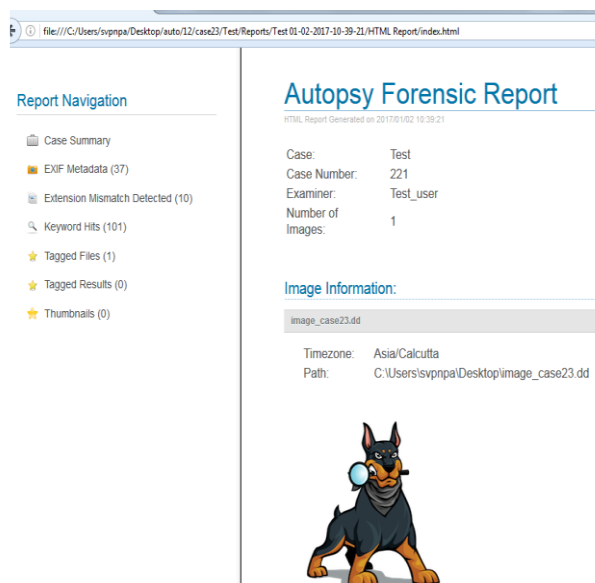 file:///C:/Users/svpnpa/Desktop/auto/12/case23/Test/Reports/Test 01-02-2017-10-39-21/HTML Report/index.html
Report Navigation
Case Summary
EXIF Metadata (37)
Extension Mismatch Detected (10)
Keyword Hits (101)
Tagged Files (1)
Tagged Results (0)
Thumbnails (0)
Autopsy Forensic Report
HTML Report Generated on 2017/01/02 10:39:21
Case: Test
Case Number: 221
Examiner: Test_user
Number of
Images: 1
Image Information:
image_case23.dd
Timezone: Asia/Calcutta
Path: C:\Users\svpnpa\Desktop\image_case23.dd